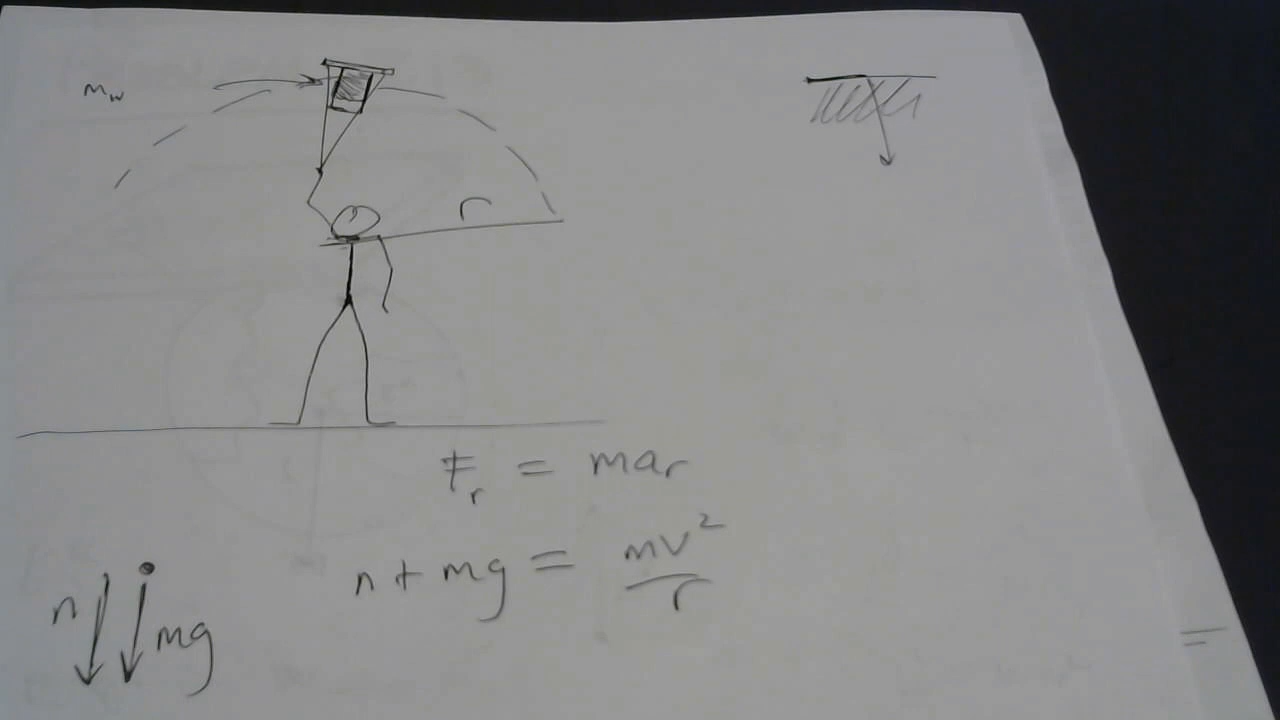 m_w
r
F_r = ma_r
n + mg = mv²/r
n
mg
=